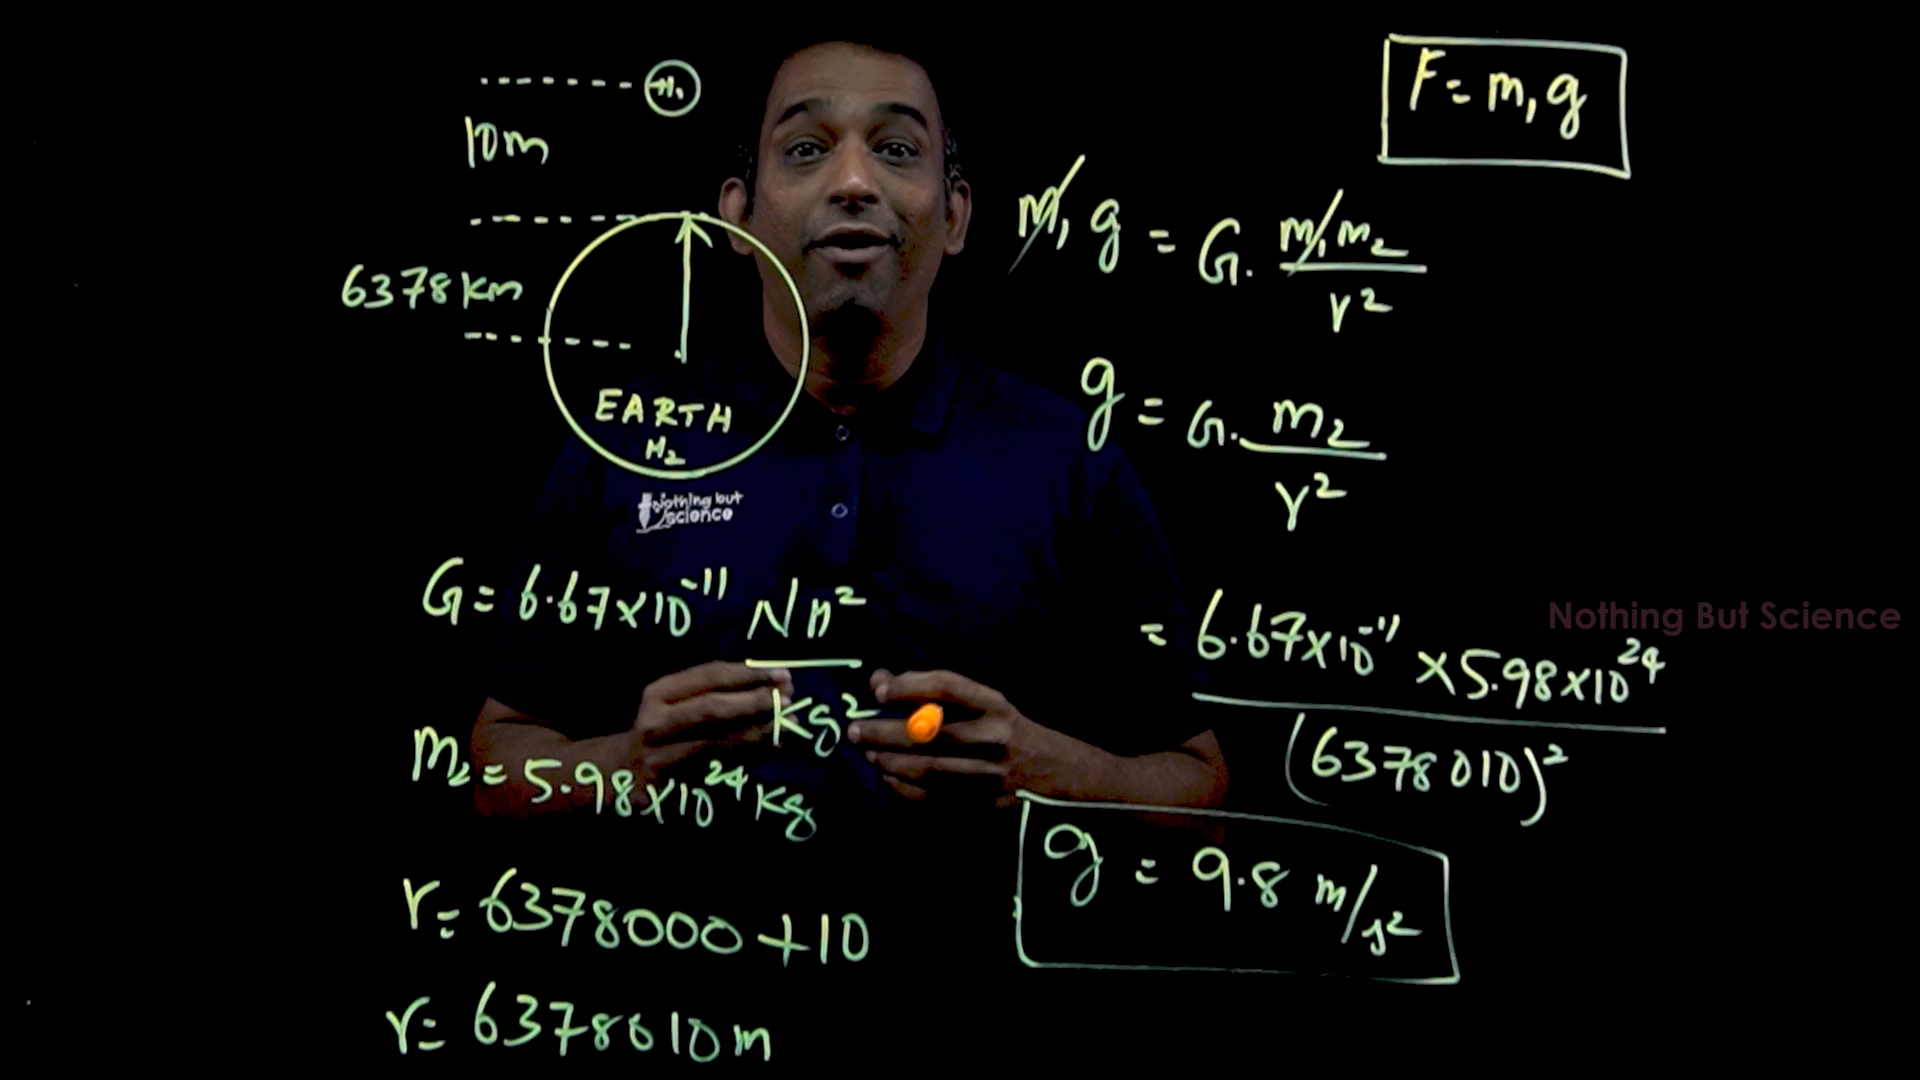 M₁
10m
6378 km
EARTH
M₂
Nothing but
science
G = 6.67×10⁻¹¹ Nm²/Kg²
m₂ = 5.98×10²⁴ Kg
r = 6378000 + 10
r = 6378010m
F = m₁g
m₁g = G. m₁m₂/r²
g = G. m₂/r²
= 6.67×10⁻¹¹ × 5.98×10²⁴/(6378010)²
g = 9.8 m/s²
Nothing But Science